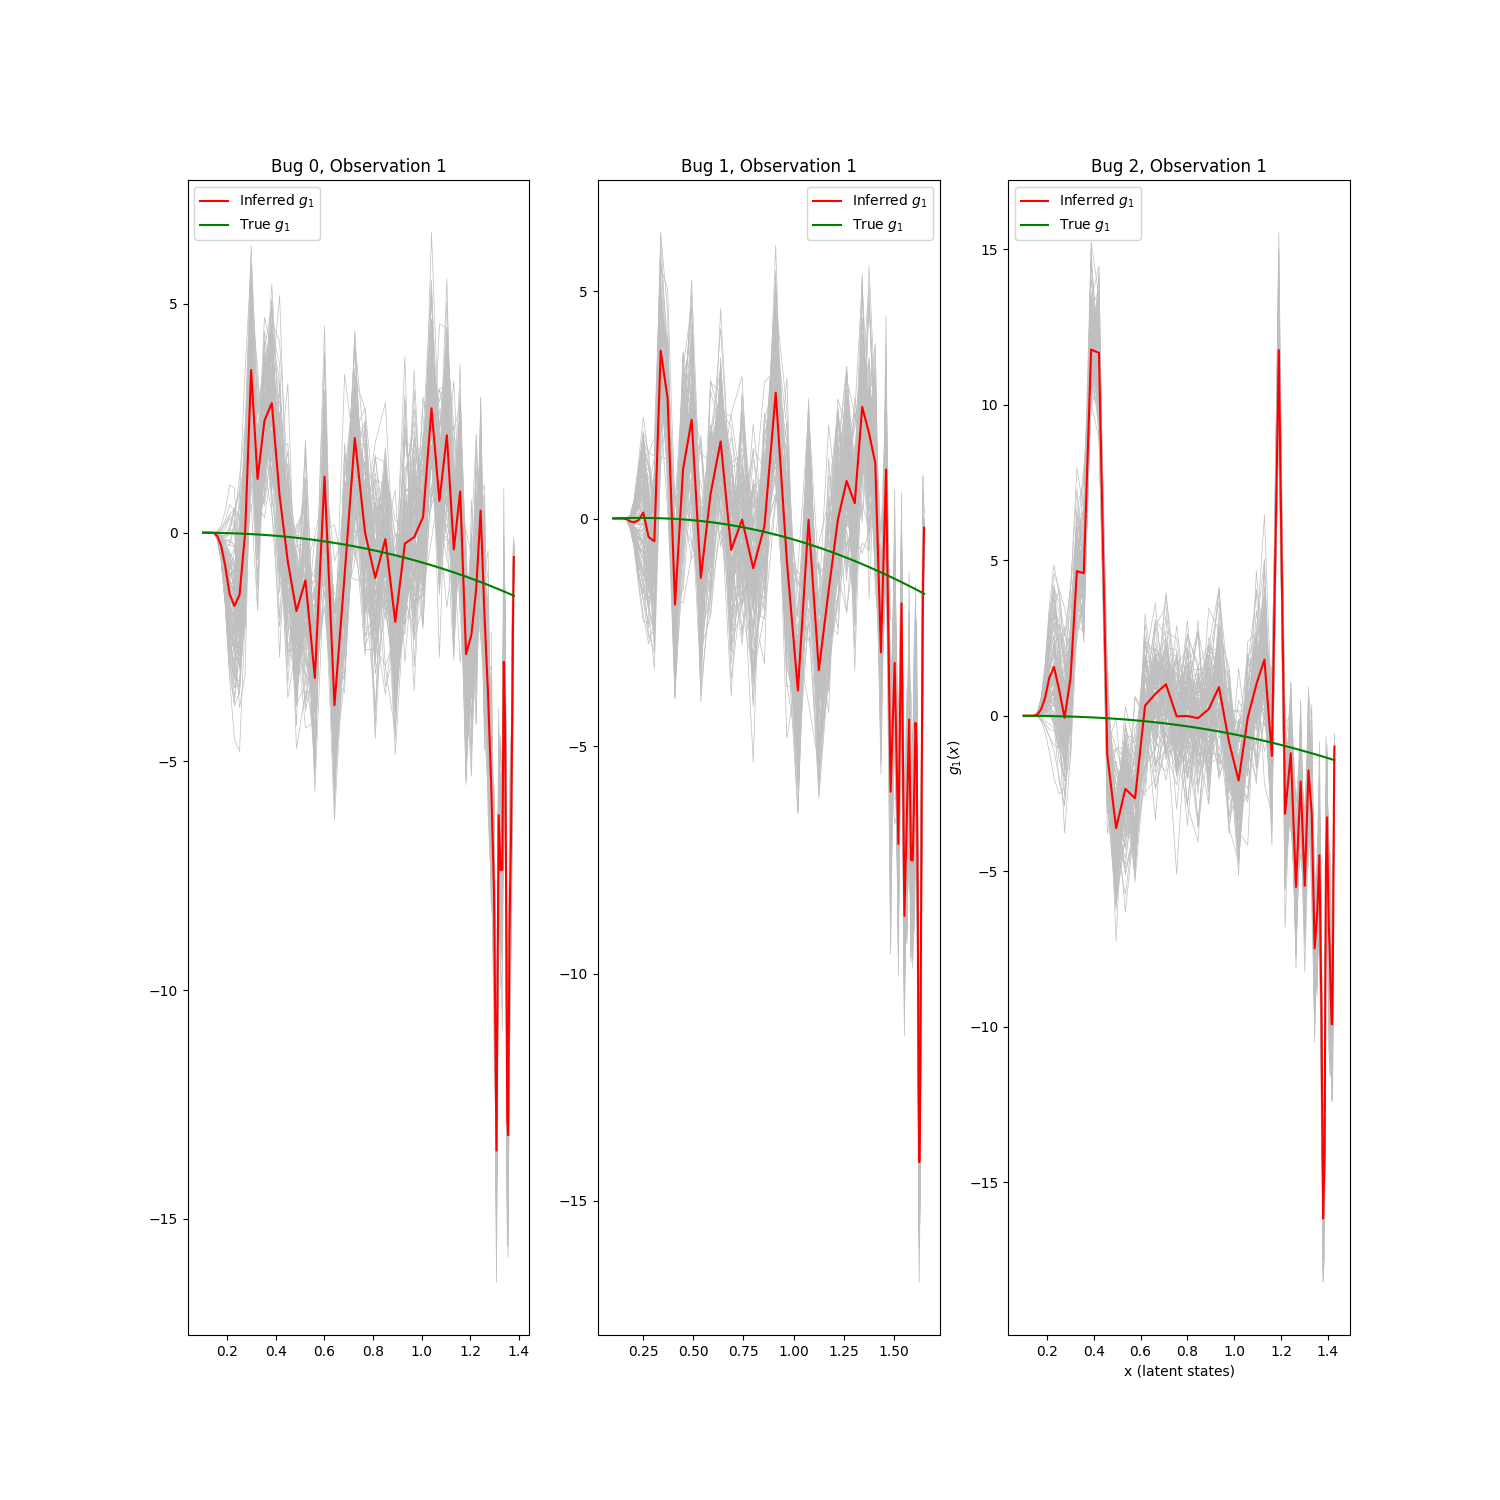 Bug 0, Observation 1
Inferred g₁
True g₁
5
0
−5
−10
−15
0.2 0.4 0.6 0.8 1.0 1.2 1.4
Bug 1, Observation 1
Inferred g₁
True g₁
5
0
−5
−10
−15
0.25 0.50 0.75 1.00 1.25 1.50
Bug 2, Observation 1
Inferred g₁
True g₁
g₁(x)
15
10
5
0
−5
−10
−15
0.2 0.4 0.6 0.8 1.0 1.2 1.4
x (latent states)